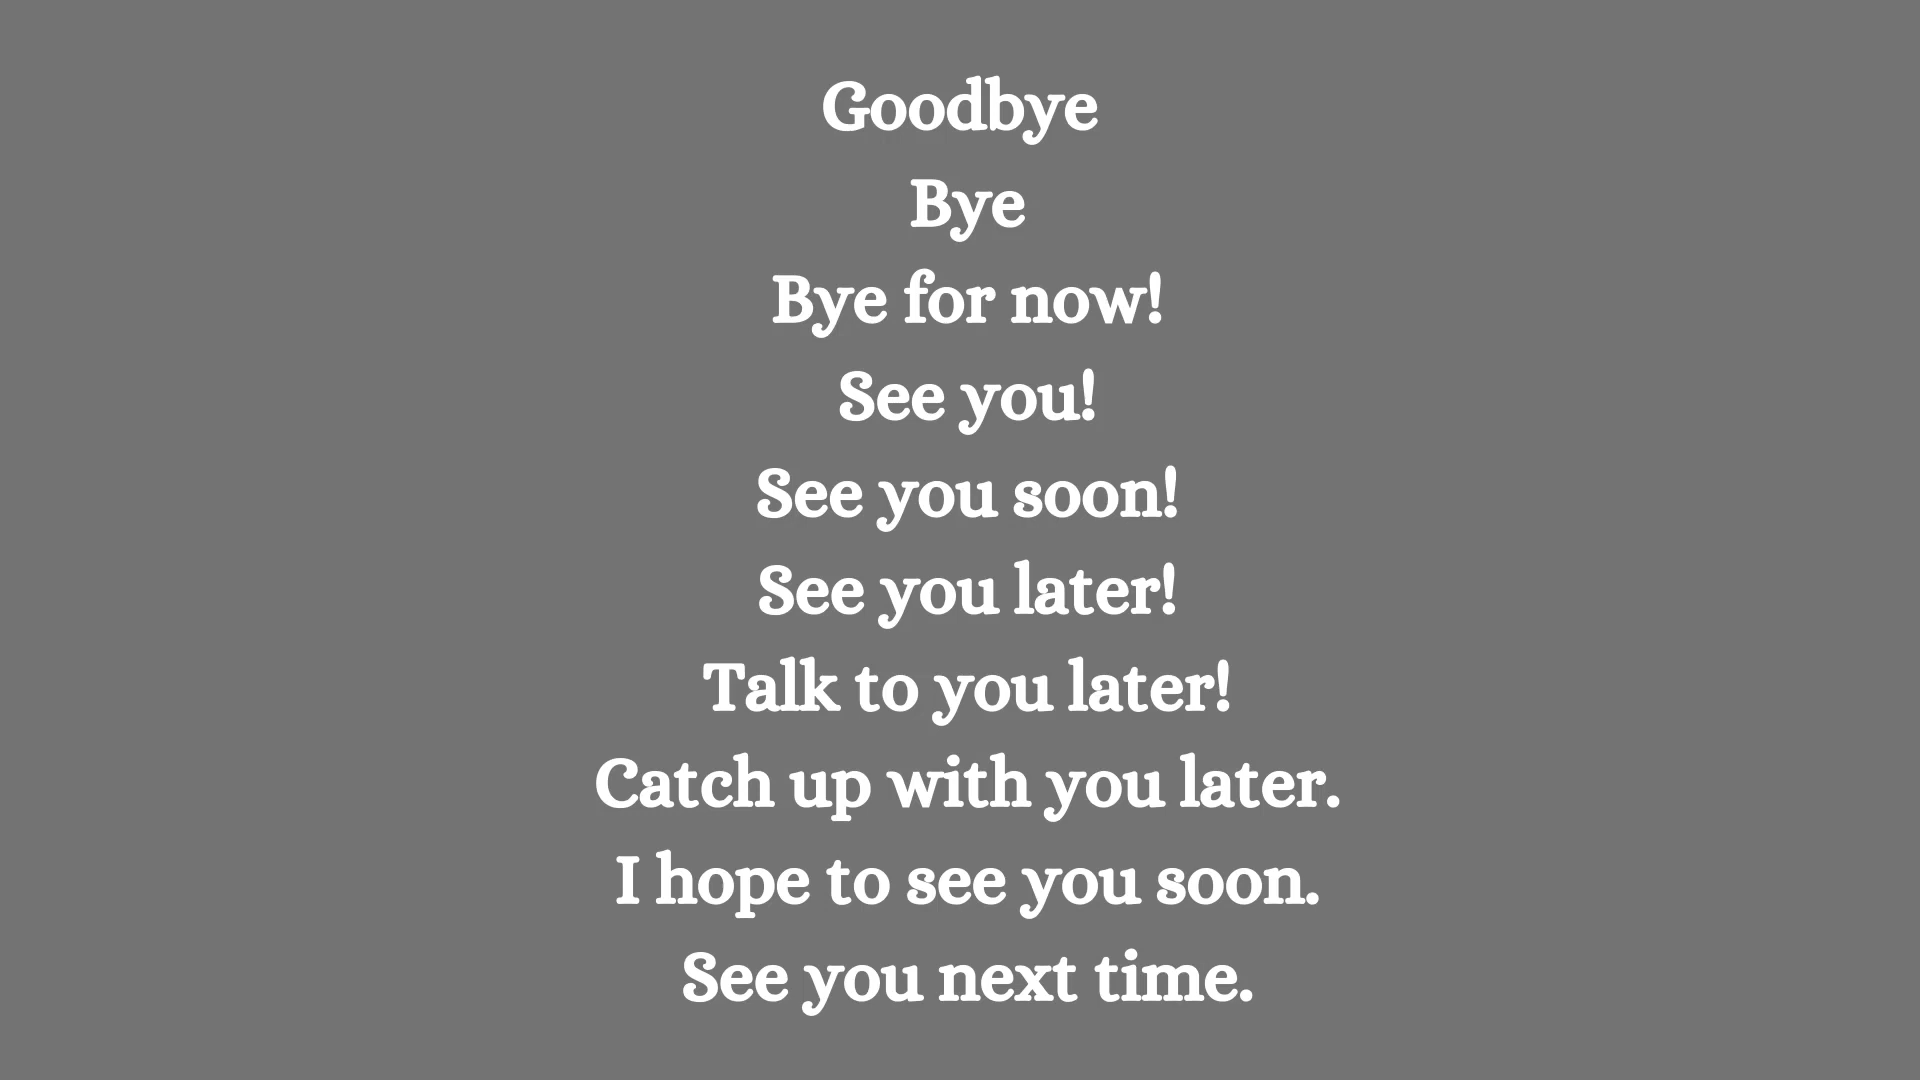 Goodbye
Bye
Bye for now!
See you!
See you soon!
See you later!
Talk to you later!
Catch up with you later.
I hope to see you soon.
See you next time.